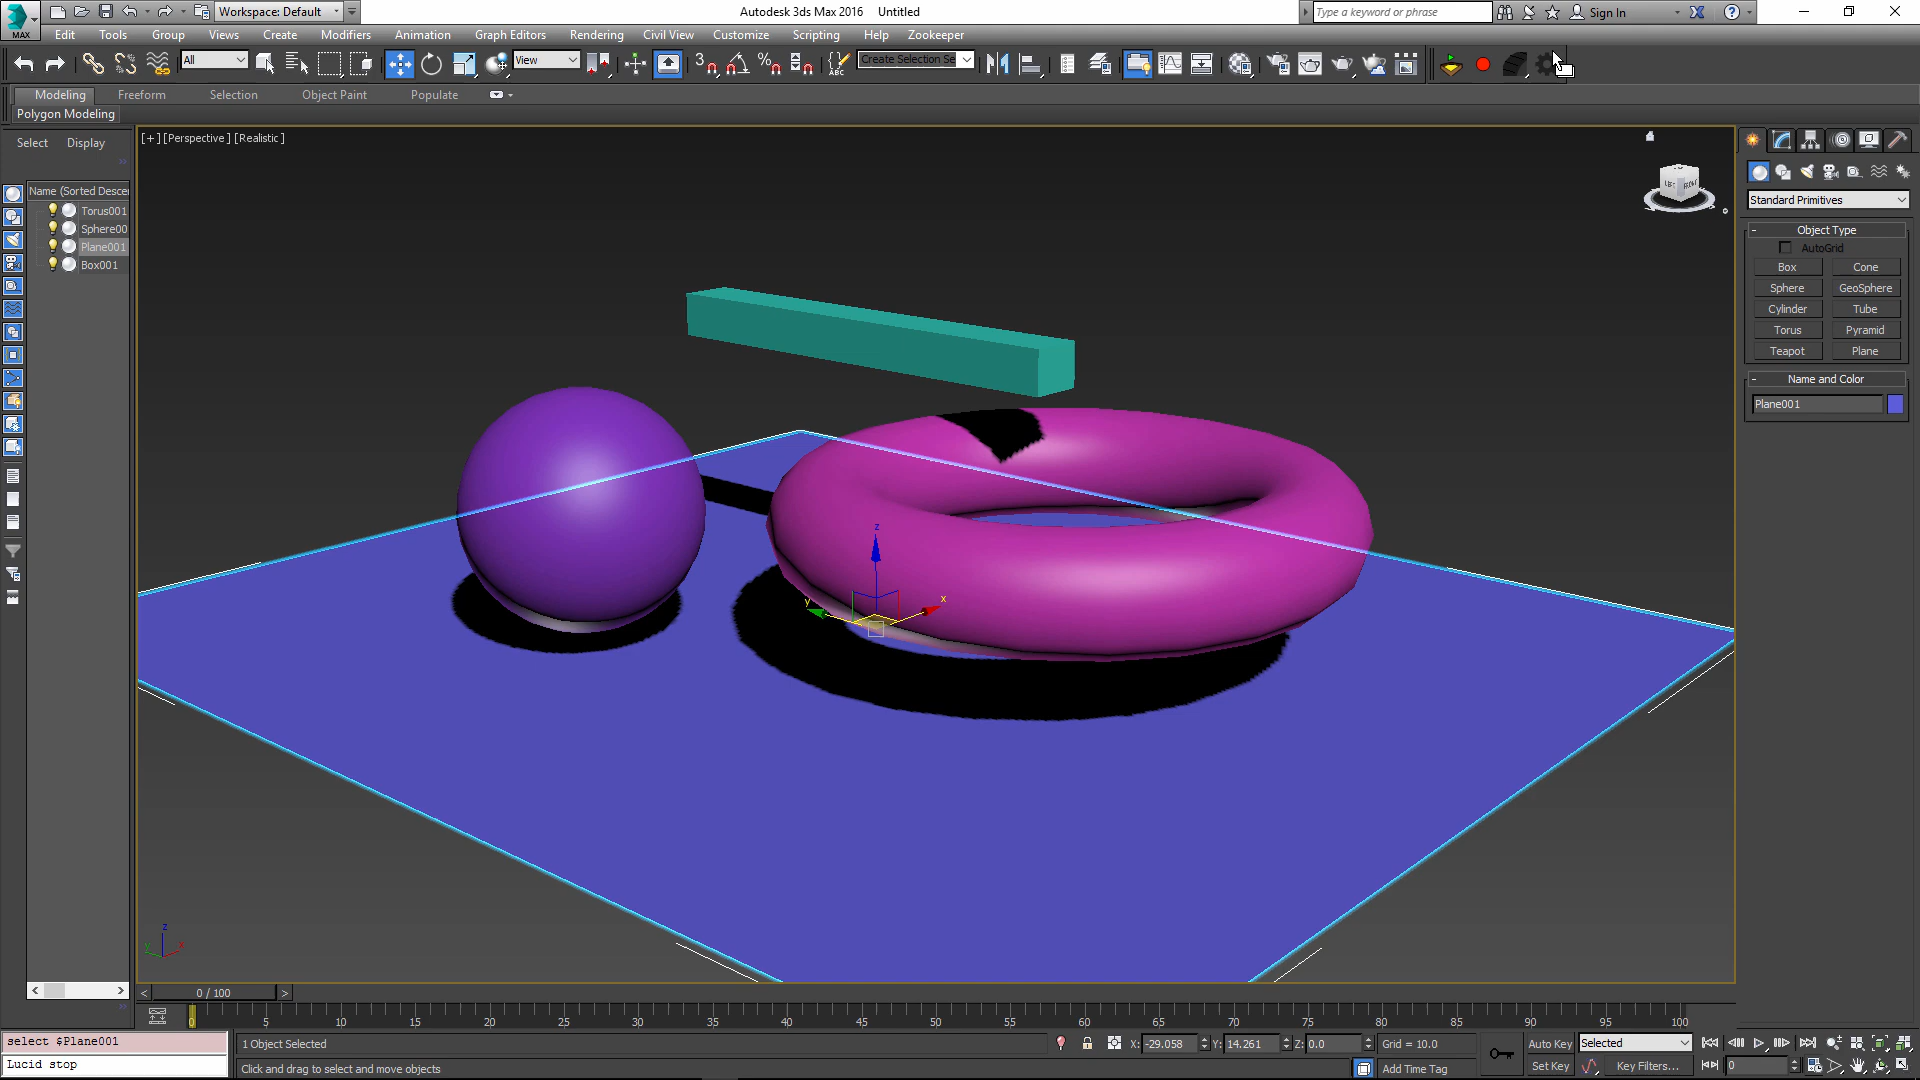 Workspace: Default
Autodesk 3ds Max 2016 Untitled
Type a keyword or phrase
Sign In
MAX
Edit Tools Group Views Create Modifiers Animation Graph Editors Rendering Civil View Customize Scripting Help Zookeeper
All
View
3
ABC
Create Selection Se
Modeling Freeform Selection Object Paint Populate
Polygon Modeling
Select Display
[+] [Perspective] [Realistic]
Name (Sorted Descer
Torus001
Sphere00
Plane001
Box001
LEFT FRONT
Standard Primitives
Object Type
AutoGrid
Box Cone
Sphere GeoSphere
Cylinder Tube
Torus Pyramid
Teapot Plane
Name and Color
Plane001
z
y
x
z
y
x
0 / 100
0 5 10 15 20 25 30 35 40 45 50 55 60 65 70 75 80 85 90 95 100
select $Plane001
Lucid stop
1 Object Selected
Click and drag to select and move objects
X: -29.058 Y: 14.261 Z: 0.0 Grid = 10.0
Add Time Tag
Auto Key Selected
Set Key Key Filters...
0